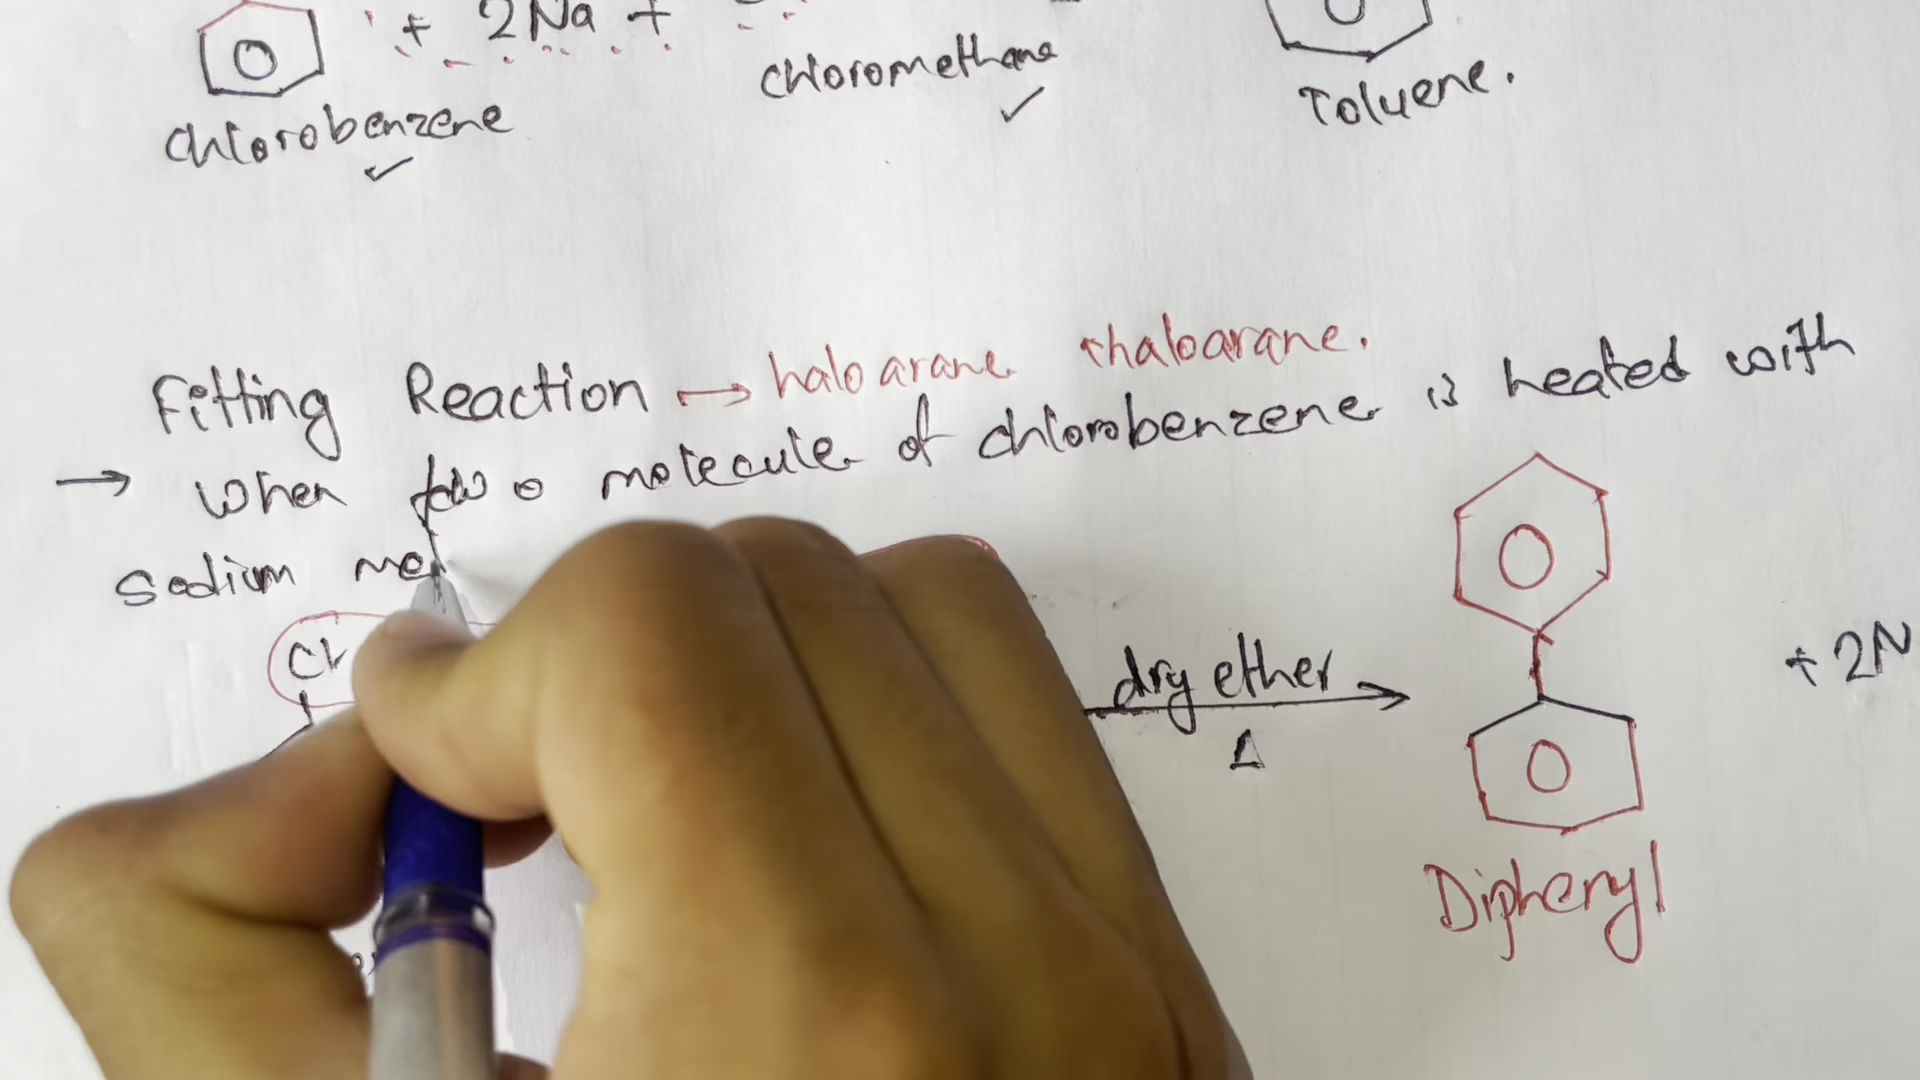 + 2Na +
chloromethane
Toluene.
chlorobenzene
Fitting Reaction → haloarane +haloarane.
→ When two molecule of chlorobenzene is heated with
Sodium met
Cl
dry ether
Δ
+ 2N
Diphenyl